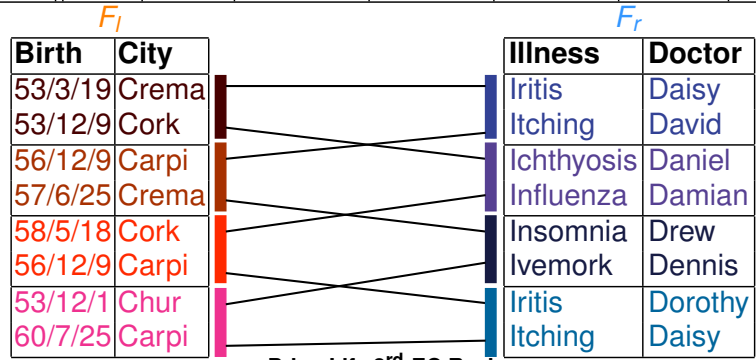 Fl Fr
Birth City Illness Doctor
53/3/19 Crema Iritis Daisy
53/12/9 Cork Itching David
56/12/9 Carpi Ichthyosis Daniel
57/6/25 Crema Influenza Damian
58/5/18 Cork Insomnia Drew
56/12/9 Carpi Ivemork Dennis
53/12/1 Chur Iritis Dorothy
60/7/25 Carpi Itching Daisy